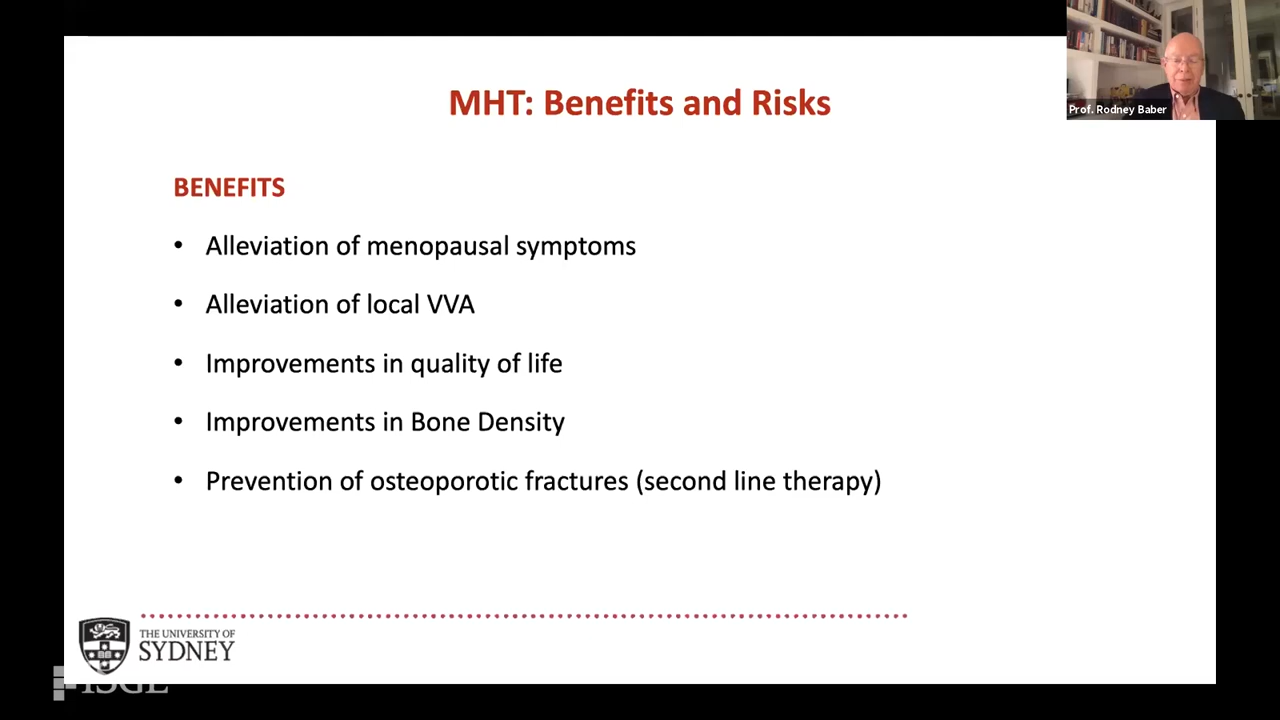 MHT: Benefits and Risks
Prof. Rodney Baber
BENEFITS
• Alleviation of menopausal symptoms
• Alleviation of local VVA
• Improvements in quality of life
• Improvements in Bone Density
• Prevention of osteoporotic fractures (second line therapy)
THE UNIVERSITY OF
SYDNEY